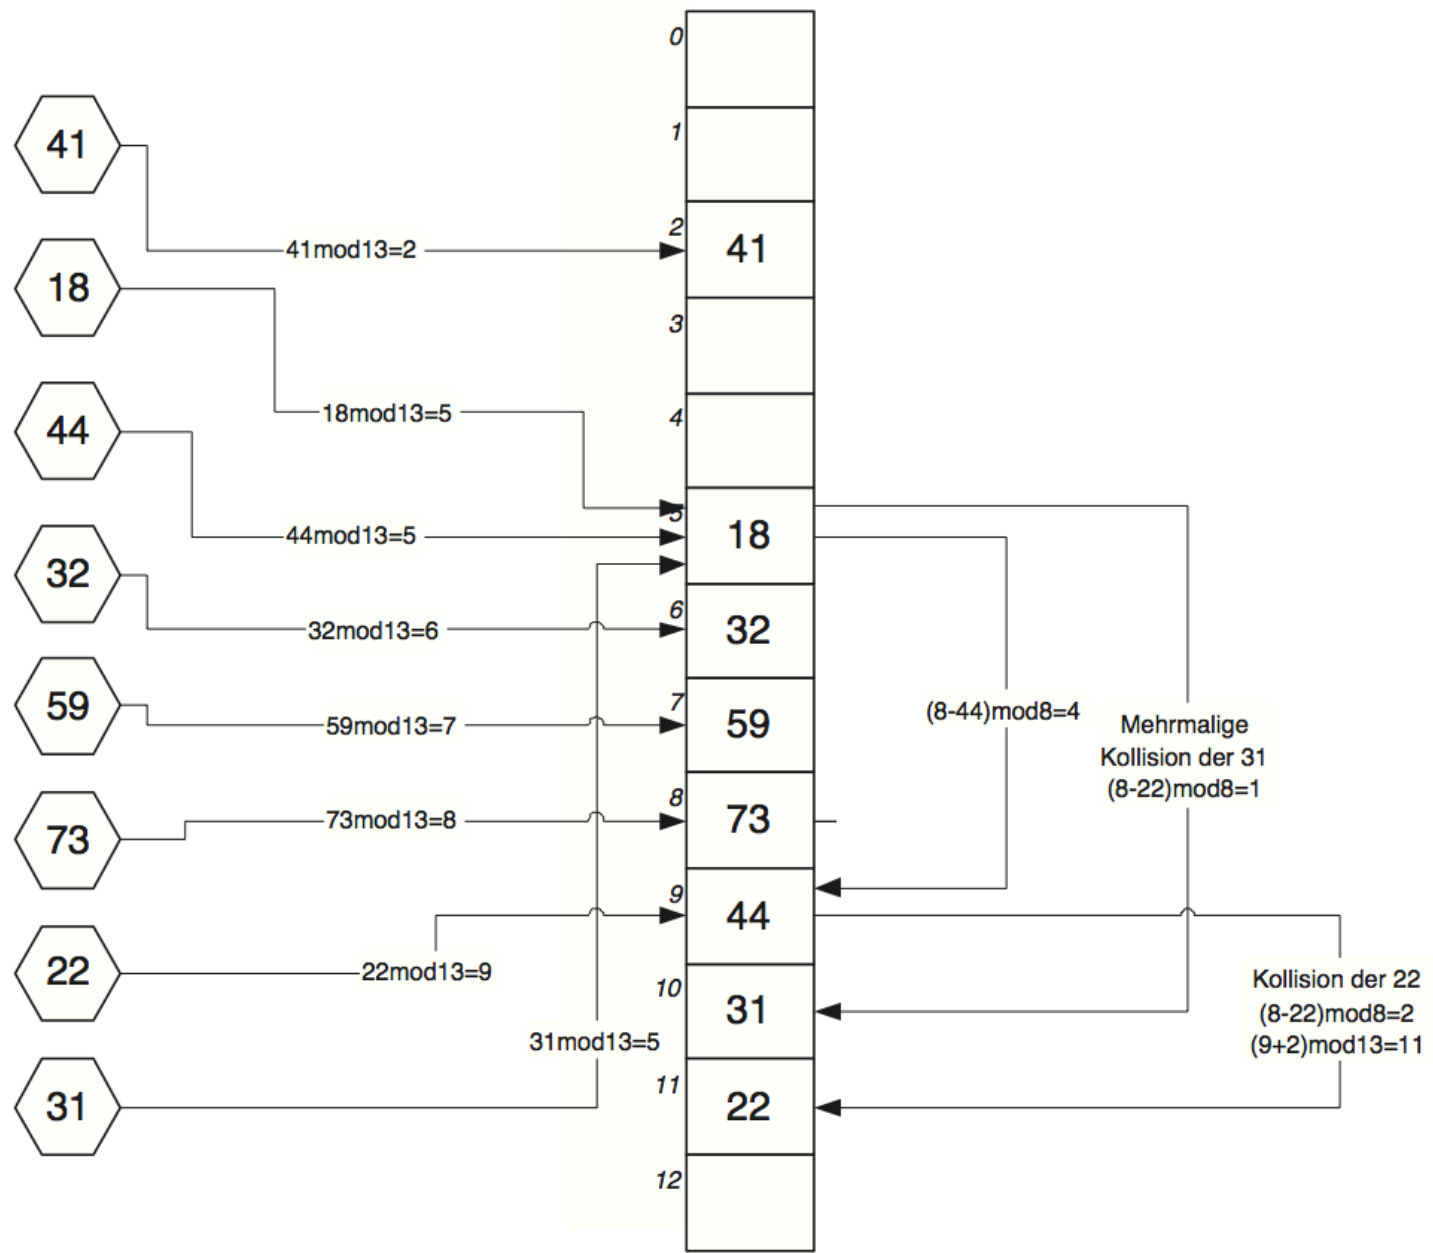 0
1
41
41mod13=2
2
41
18
3
18mod13=5
4
44
44mod13=5
5
18
32
32mod13=6
6
32
59
59mod13=7
7
59
(8-44)mod8=4
Mehrmalige
Kollision der 31
(8-22)mod8=1
73
73mod13=8
8
73
9
44
22
22mod13=9
10
31
Kollision der 22
(8-22)mod8=2
(9+2)mod13=11
31mod13=5
31
11
22
12